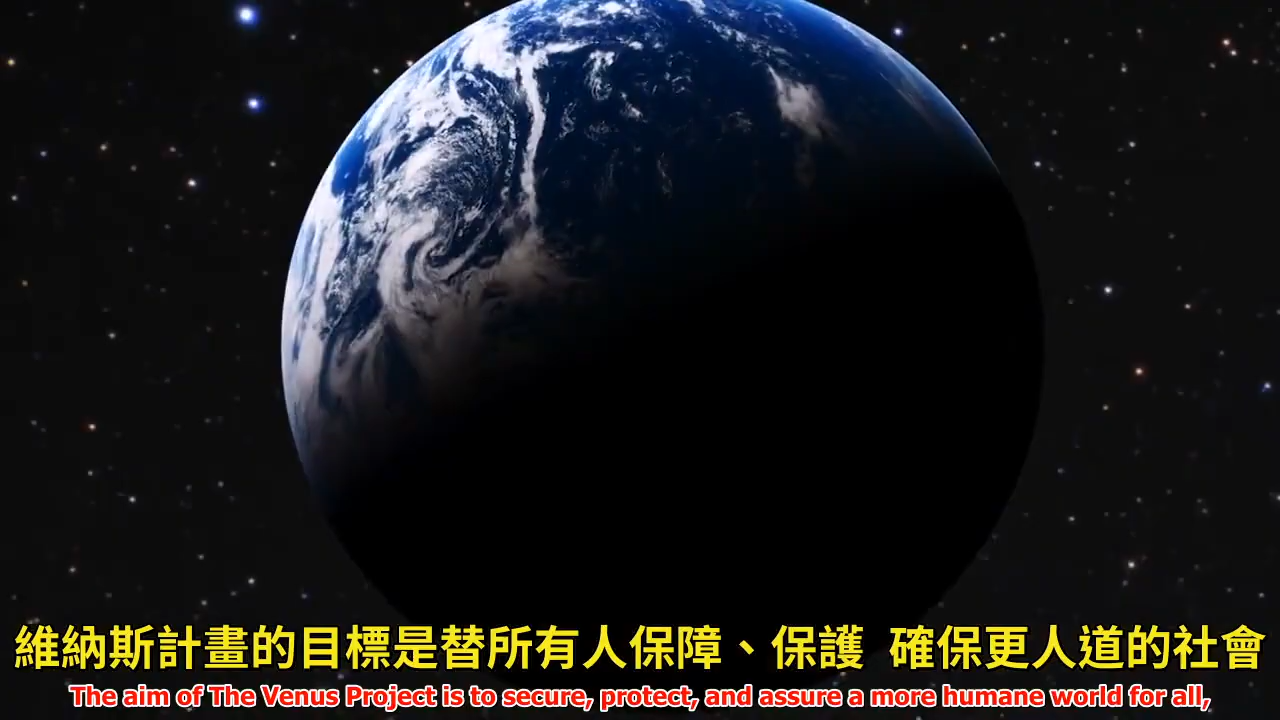 維納斯計畫的目標是替所有人保障、保護 確保更人道的社會
The aim of The Venus Project is to secure, protect, and assure a more humane world for all,